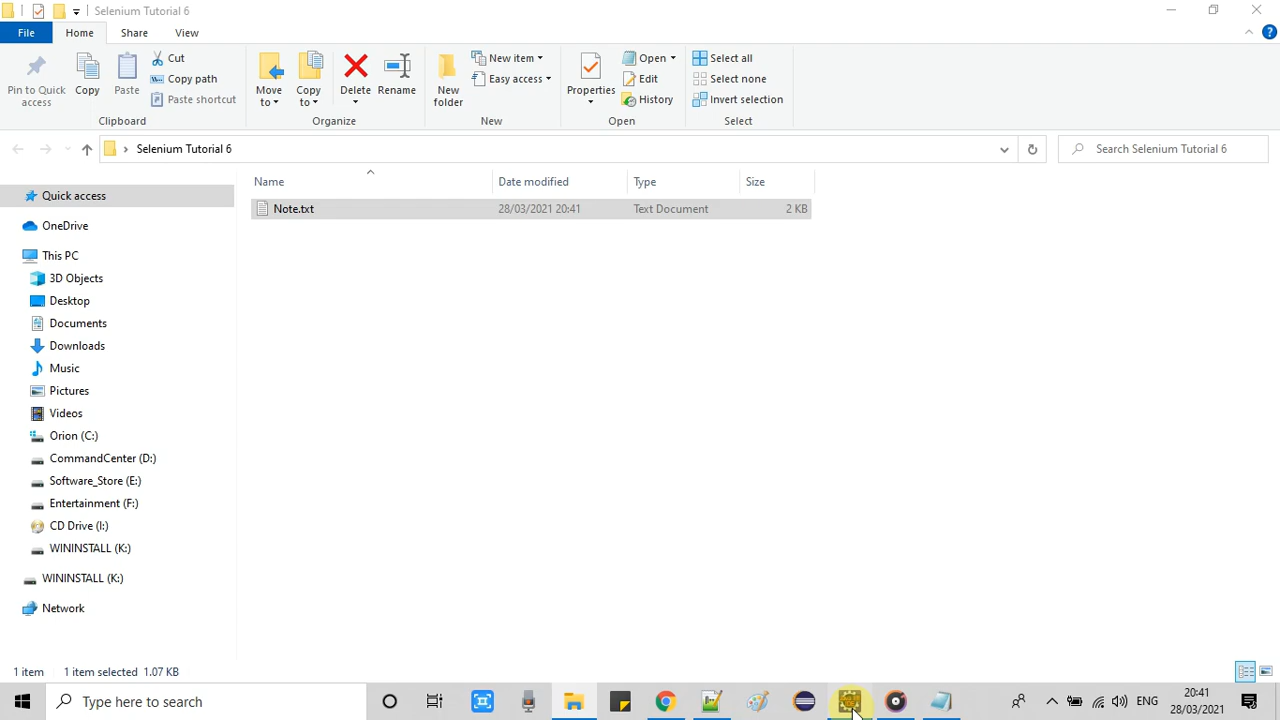 Selenium Tutorial 6
File Home Share View
Pin to Quick access
Copy
Paste
Cut
Copy path
Paste shortcut
Clipboard
Move to
Copy to
Delete
Rename
Organize
New folder
New item
Easy access
New
Properties
Open
Edit
History
Open
Select all
Select none
Invert selection
Select
Selenium Tutorial 6
Search Selenium Tutorial 6
Name Date modified Type Size
Note.txt 28/03/2021 20:41 Text Document 2 KB
Quick access
OneDrive
This PC
3D Objects
Desktop
Documents
Downloads
Music
Pictures
Videos
Orion (C:)
CommandCenter (D:)
Software_Store (E:)
Entertainment (F:)
CD Drive (I:)
WININSTALL (K:)
WININSTALL (K:)
Network
1 item 1 item selected 1.07 KB
Type here to search
ENG
20:41
28/03/2021